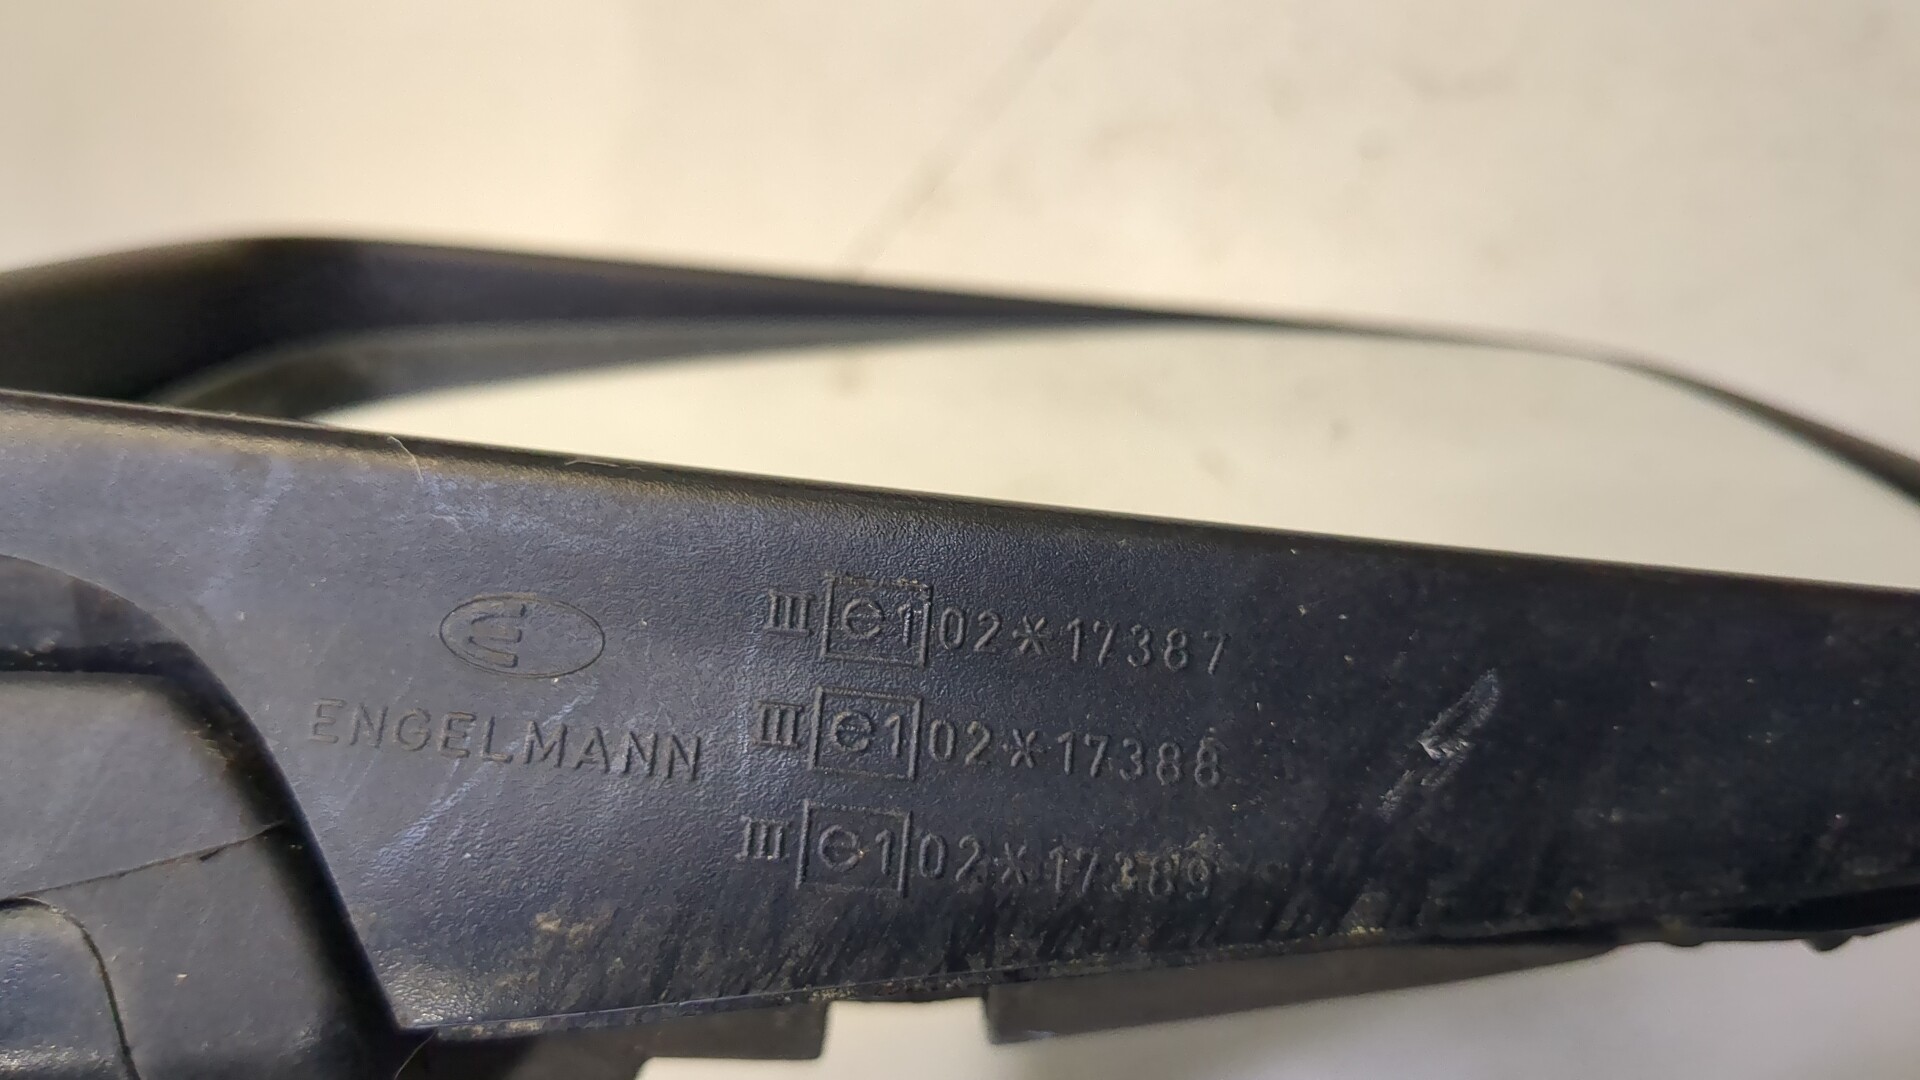 ENGELMANN
III e1 02*17387
III e1 02*17388
III e1 02*17389